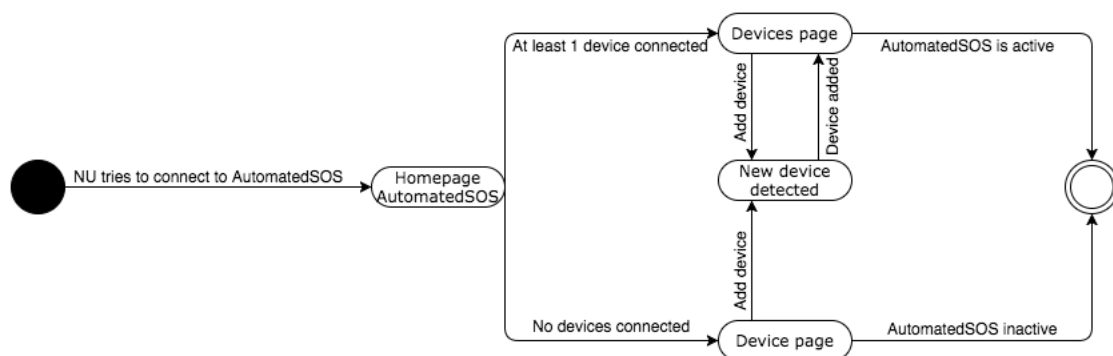 Devices page
At least 1 device connected
AutomatedSOS is active
Add device
Device added
NU tries to connect to AutomatedSOS
Homepage
AutomatedSOS
New device
detected
Add device
No devices connected
Device page
AutomatedSOS inactive